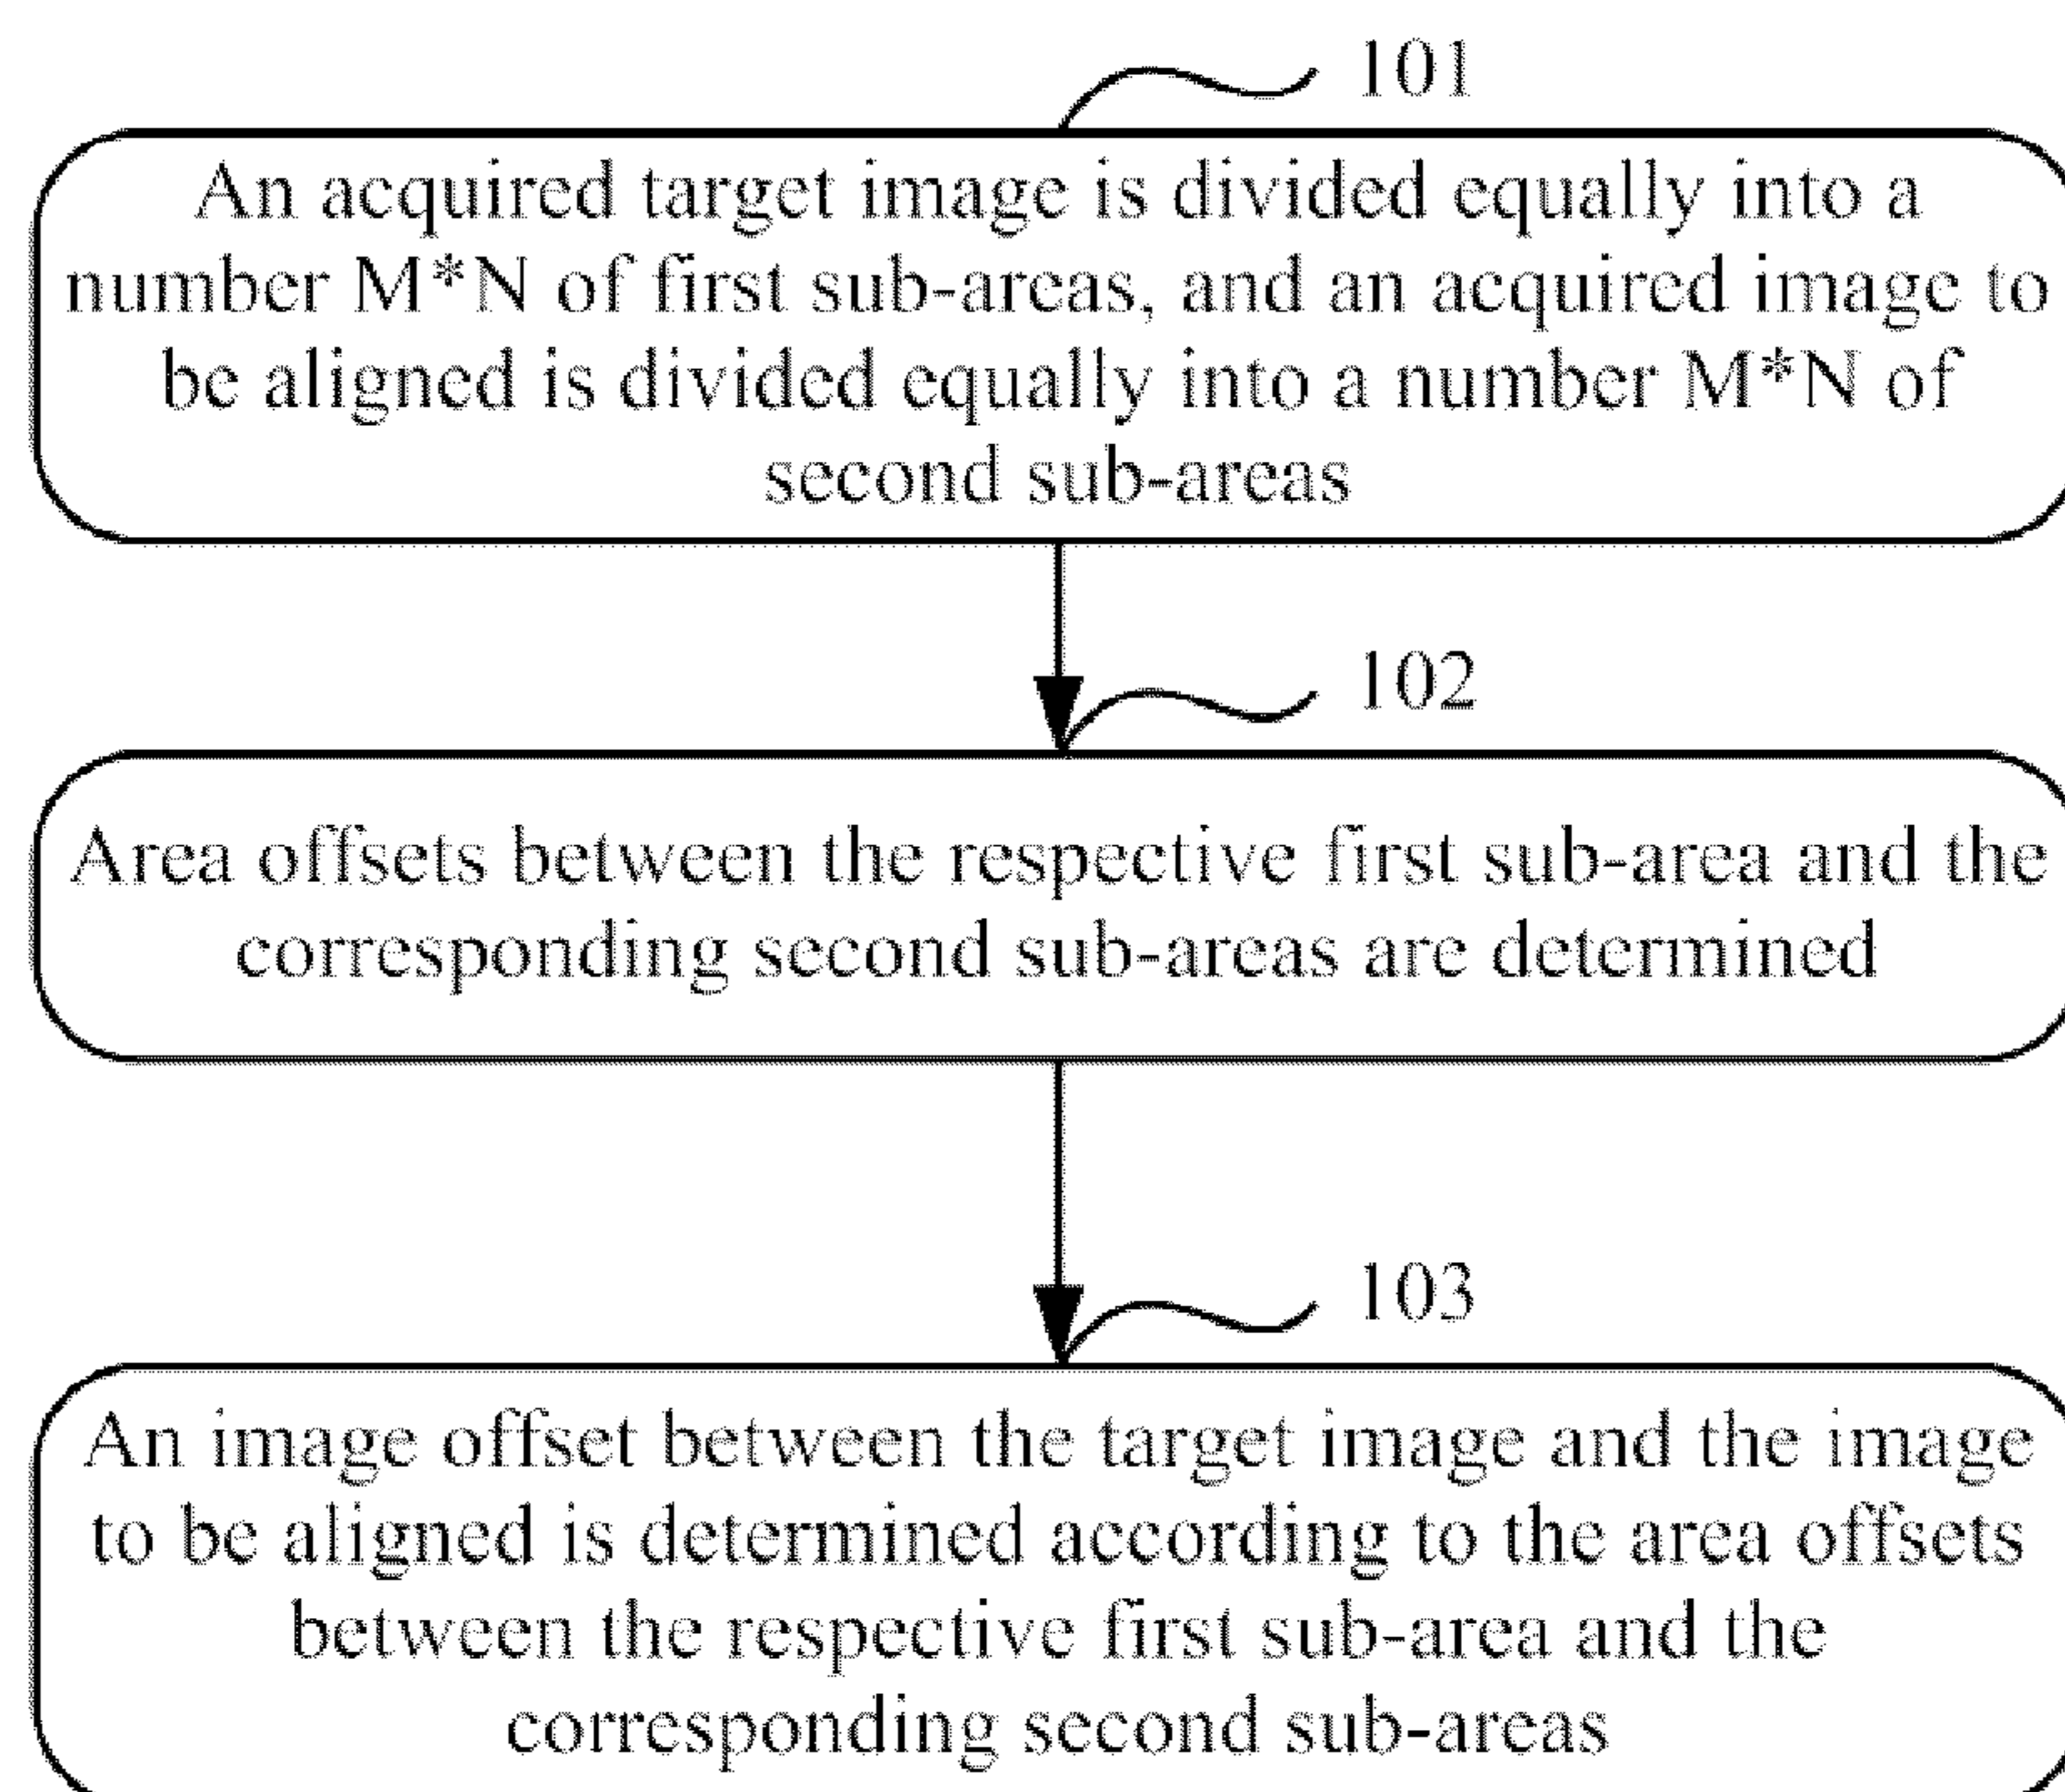 101
An acquired target image is divided equally into a
number M*N of first sub-areas, and an acquired image to
be aligned is divided equally into a number M*N of
second sub-areas
102
Area offsets between the respective first sub-area and the
corresponding second sub-areas are determined
103
An image offset between the target image and the image
to be aligned is determined according to the area offsets
between the respective first sub-area and the
corresponding second sub-areas